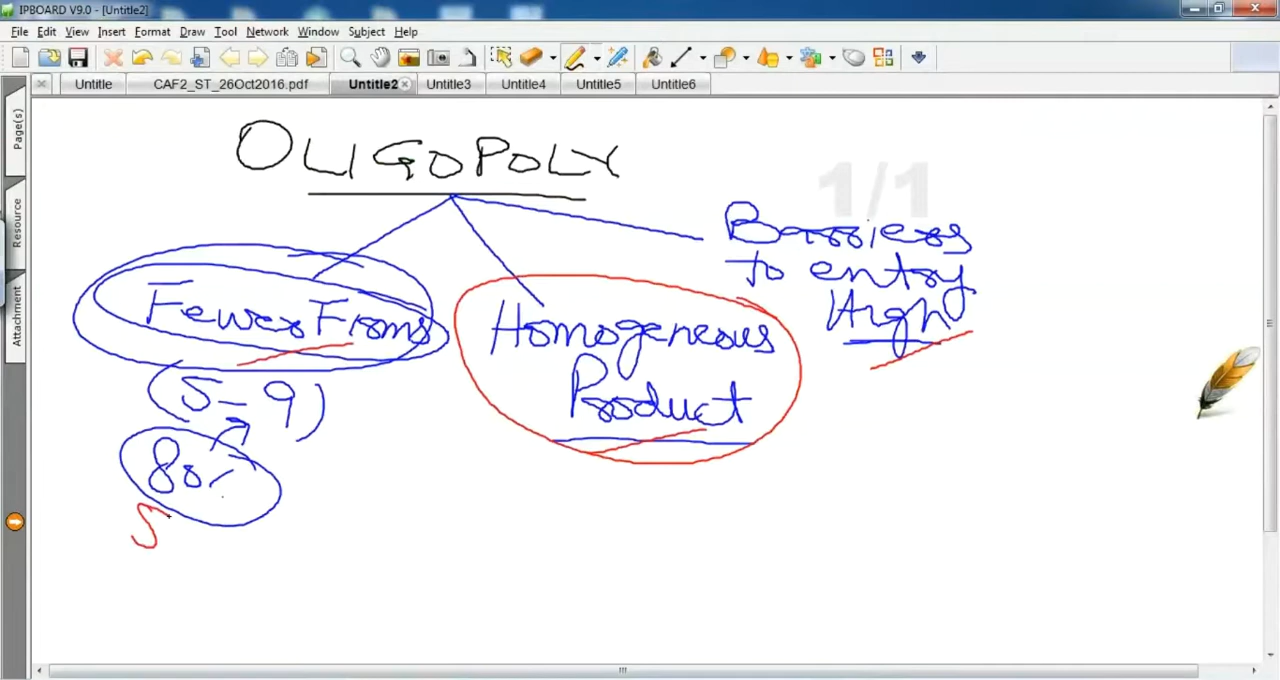 IPBOARD V9.0 - [Untitle2]
File Edit View Insert Format Draw Tool Network Window Subject Help
Untitle CAF2_ST_26Oct2016.pdf Untitle2 Untitle3 Untitle4 Untitle5 Untitle6
Page(s)
Resource
Attachment
1/1
OLIGOPOLY
Fewer Firms
(5-9)
Homogeneous
Product
Barriers
to entry
High